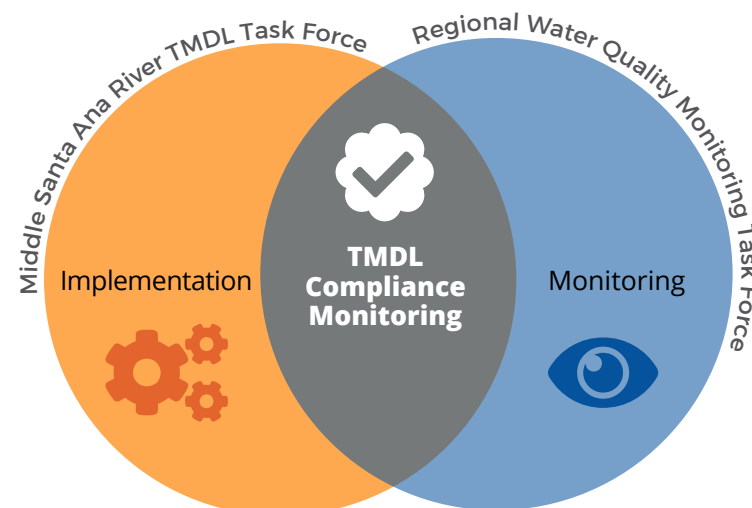 Middle Santa Ana River TMDL Task Force
Regional Water Quality Monitoring Task Force
TMDL
Compliance
Monitoring
Implementation
Monitoring